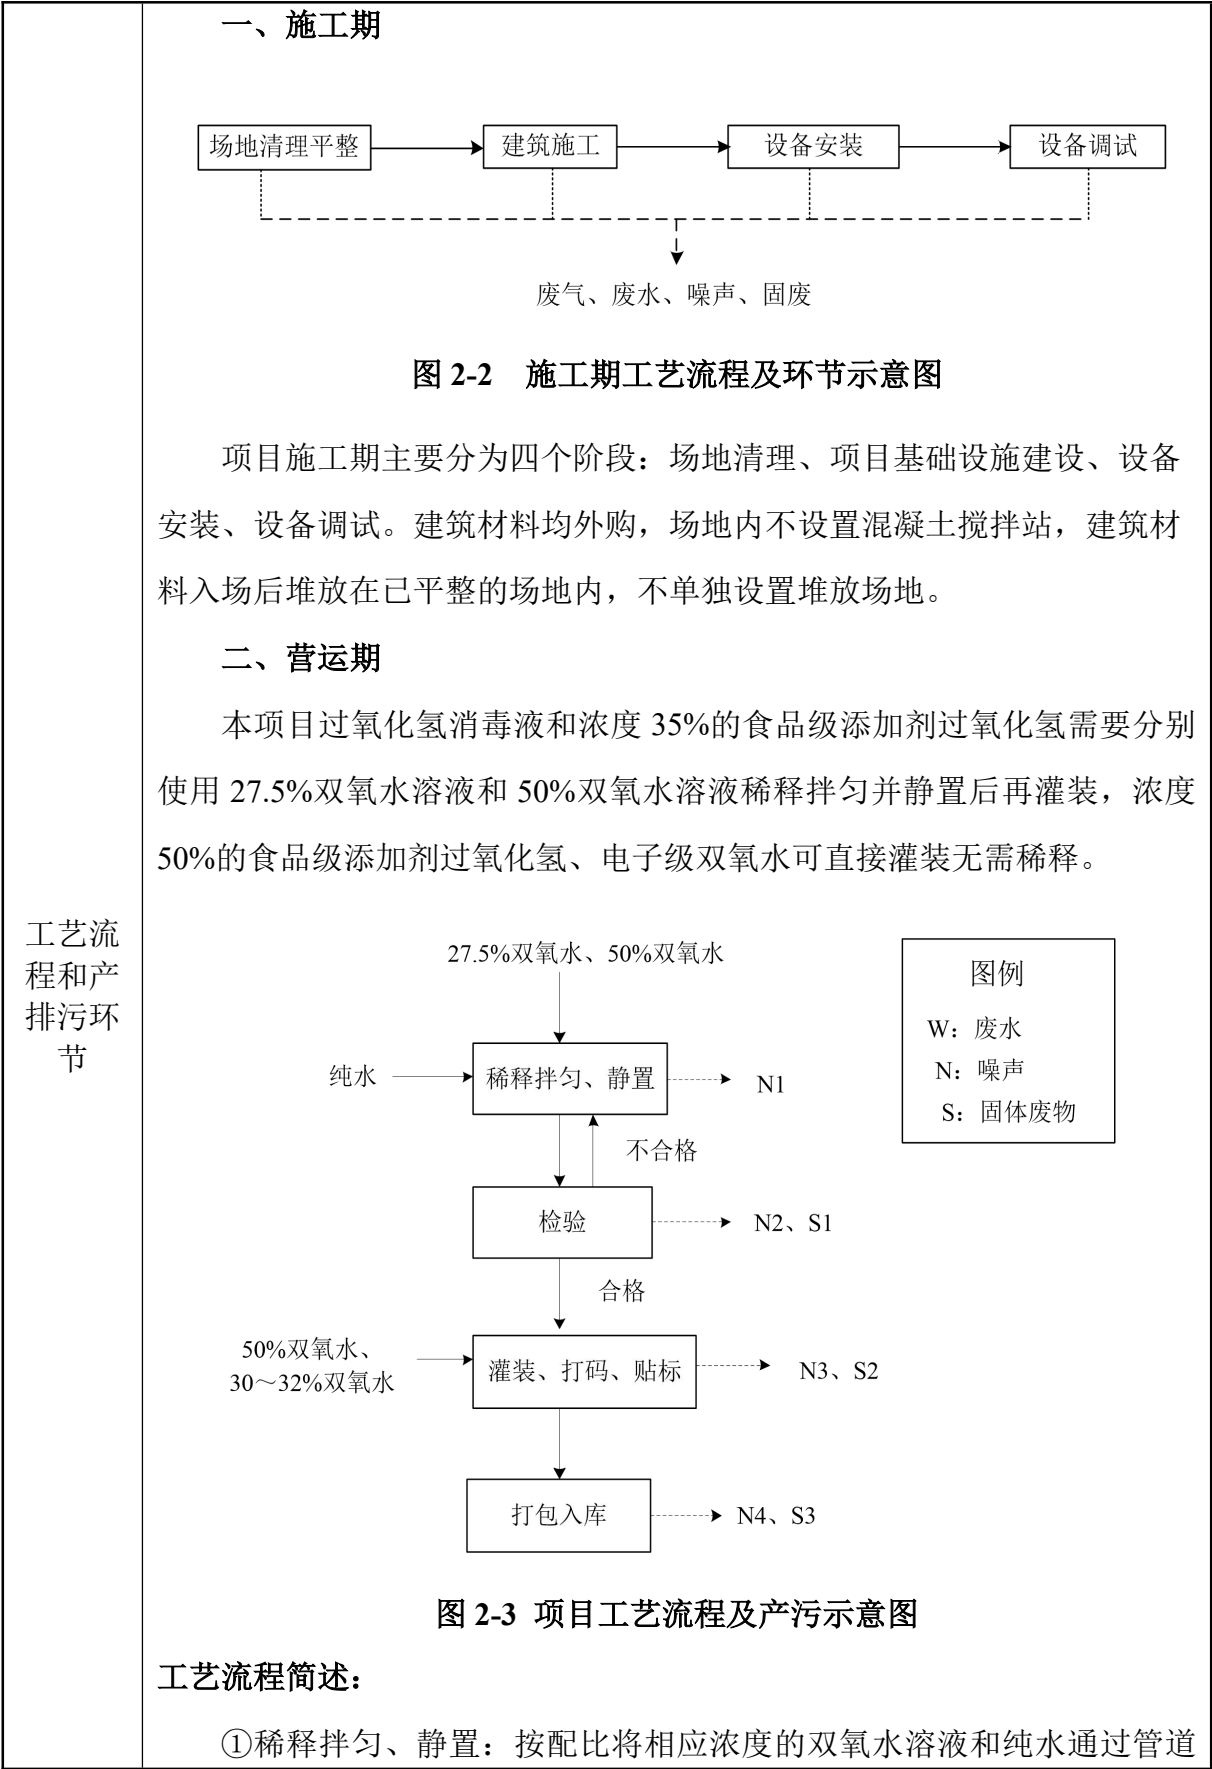 一、施工期
场地清理平整
建筑施工
设备安装
设备调试
废气、废水、噪声、固废
图 2-2 施工期工艺流程及环节示意图
项目施工期主要分为四个阶段：场地清理、项目基础设施建设、设备
安装、设备调试。建筑材料均外购，场地内不设置混凝土搅拌站，建筑材
料入场后堆放在已平整的场地内，不单独设置堆放场地。
二、营运期
本项目过氧化氢消毒液和浓度 35%的食品级添加剂过氧化氢需要分别
使用 27.5%双氧水溶液和 50%双氧水溶液稀释拌匀并静置后再灌装，浓度
50%的食品级添加剂过氧化氢、电子级双氧水可直接灌装无需稀释。
工艺流
程和产
排污环
节
27.5%双氧水、50%双氧水
图例
W：废水
N：噪声
S：固体废物
纯水
稀释拌匀、静置
N1
不合格
检验
N2、S1
合格
50%双氧水、
30～32%双氧水
灌装、打码、贴标
N3、S2
打包入库
N4、S3
图 2-3 项目工艺流程及产污示意图
工艺流程简述：
①稀释拌匀、静置：按配比将相应浓度的双氧水溶液和纯水通过管道